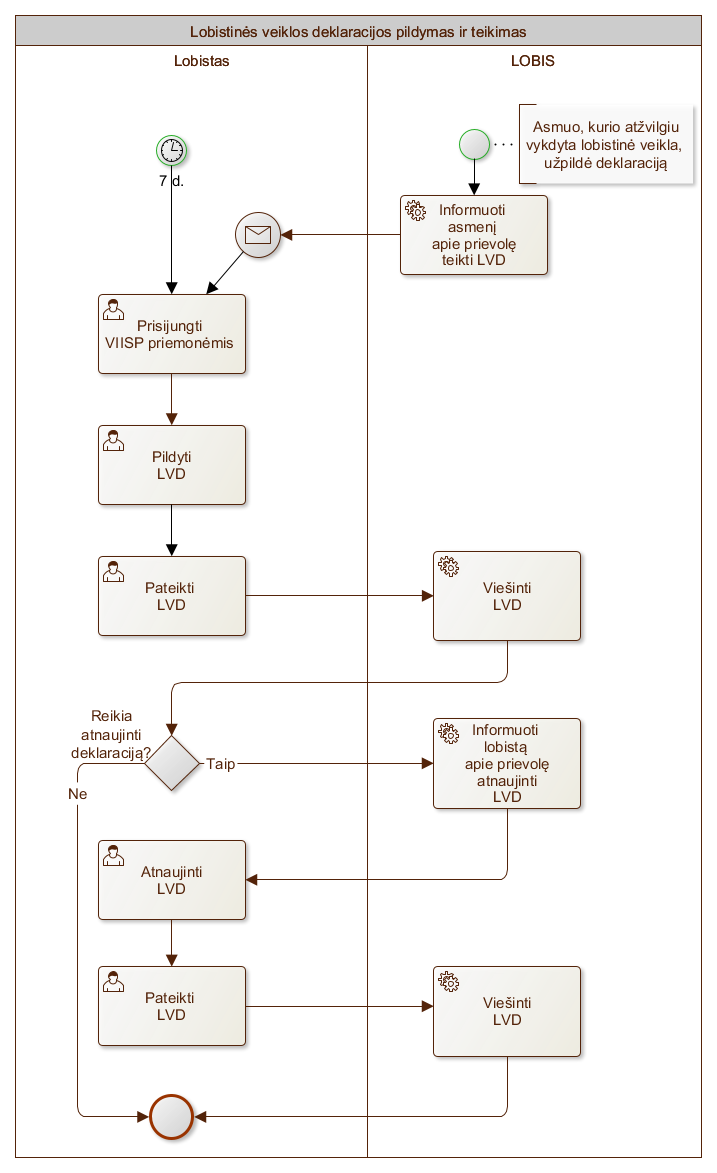 Lobistinės veiklos deklaracijos pildymas ir teikimas
Lobistas
LOBIS
Asmuo, kurio atžvilgiu
vykdyta lobistinė veikla,
užpildė deklaraciją
7 d.
Informuoti
asmenį
apie prievolę
teikti LVD
Prisijungti
VIISP priemonėmis
Pildyti
LVD
Pateikti
LVD
Viešinti
LVD
Reikia
atnaujinti
deklaraciją?
Taip
Ne
Informuoti
lobistą
apie prievolę
atnaujinti
LVD
Atnaujinti
LVD
Pateikti
LVD
Viešinti
LVD